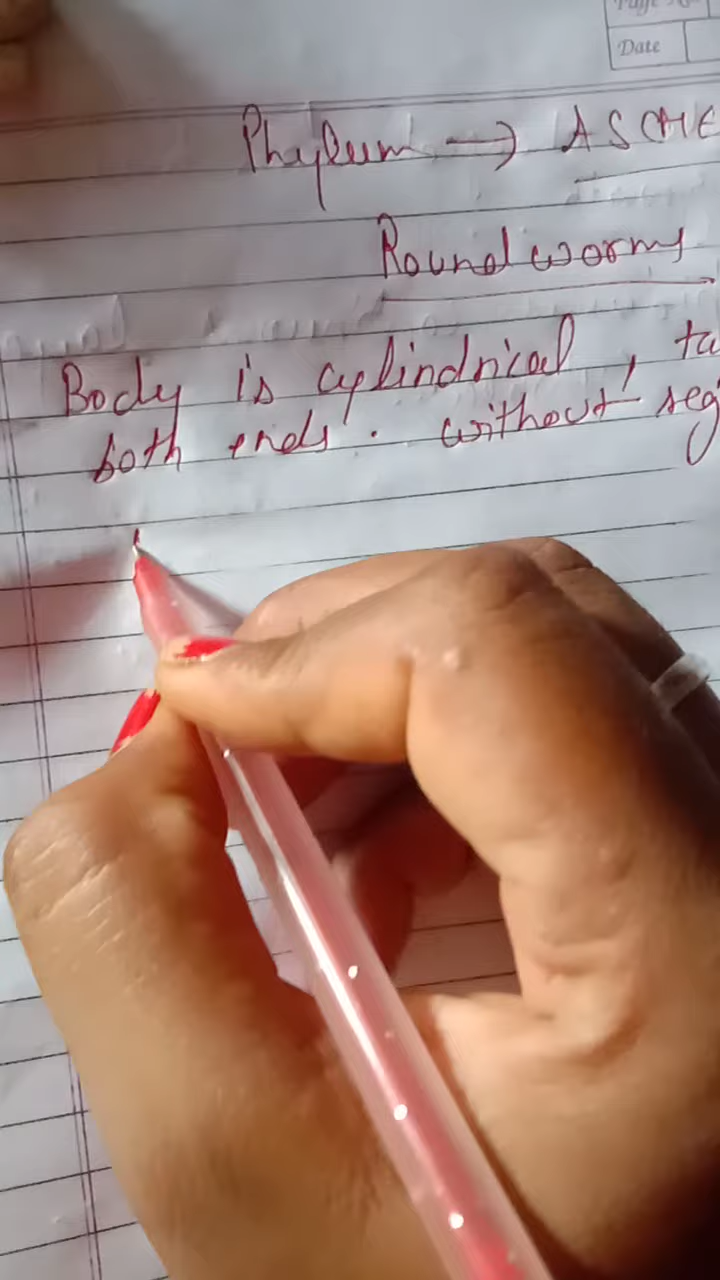 Date
Phylum → ASCHE
Roundworms
Body is cylindrical, ta
both ends. without seg